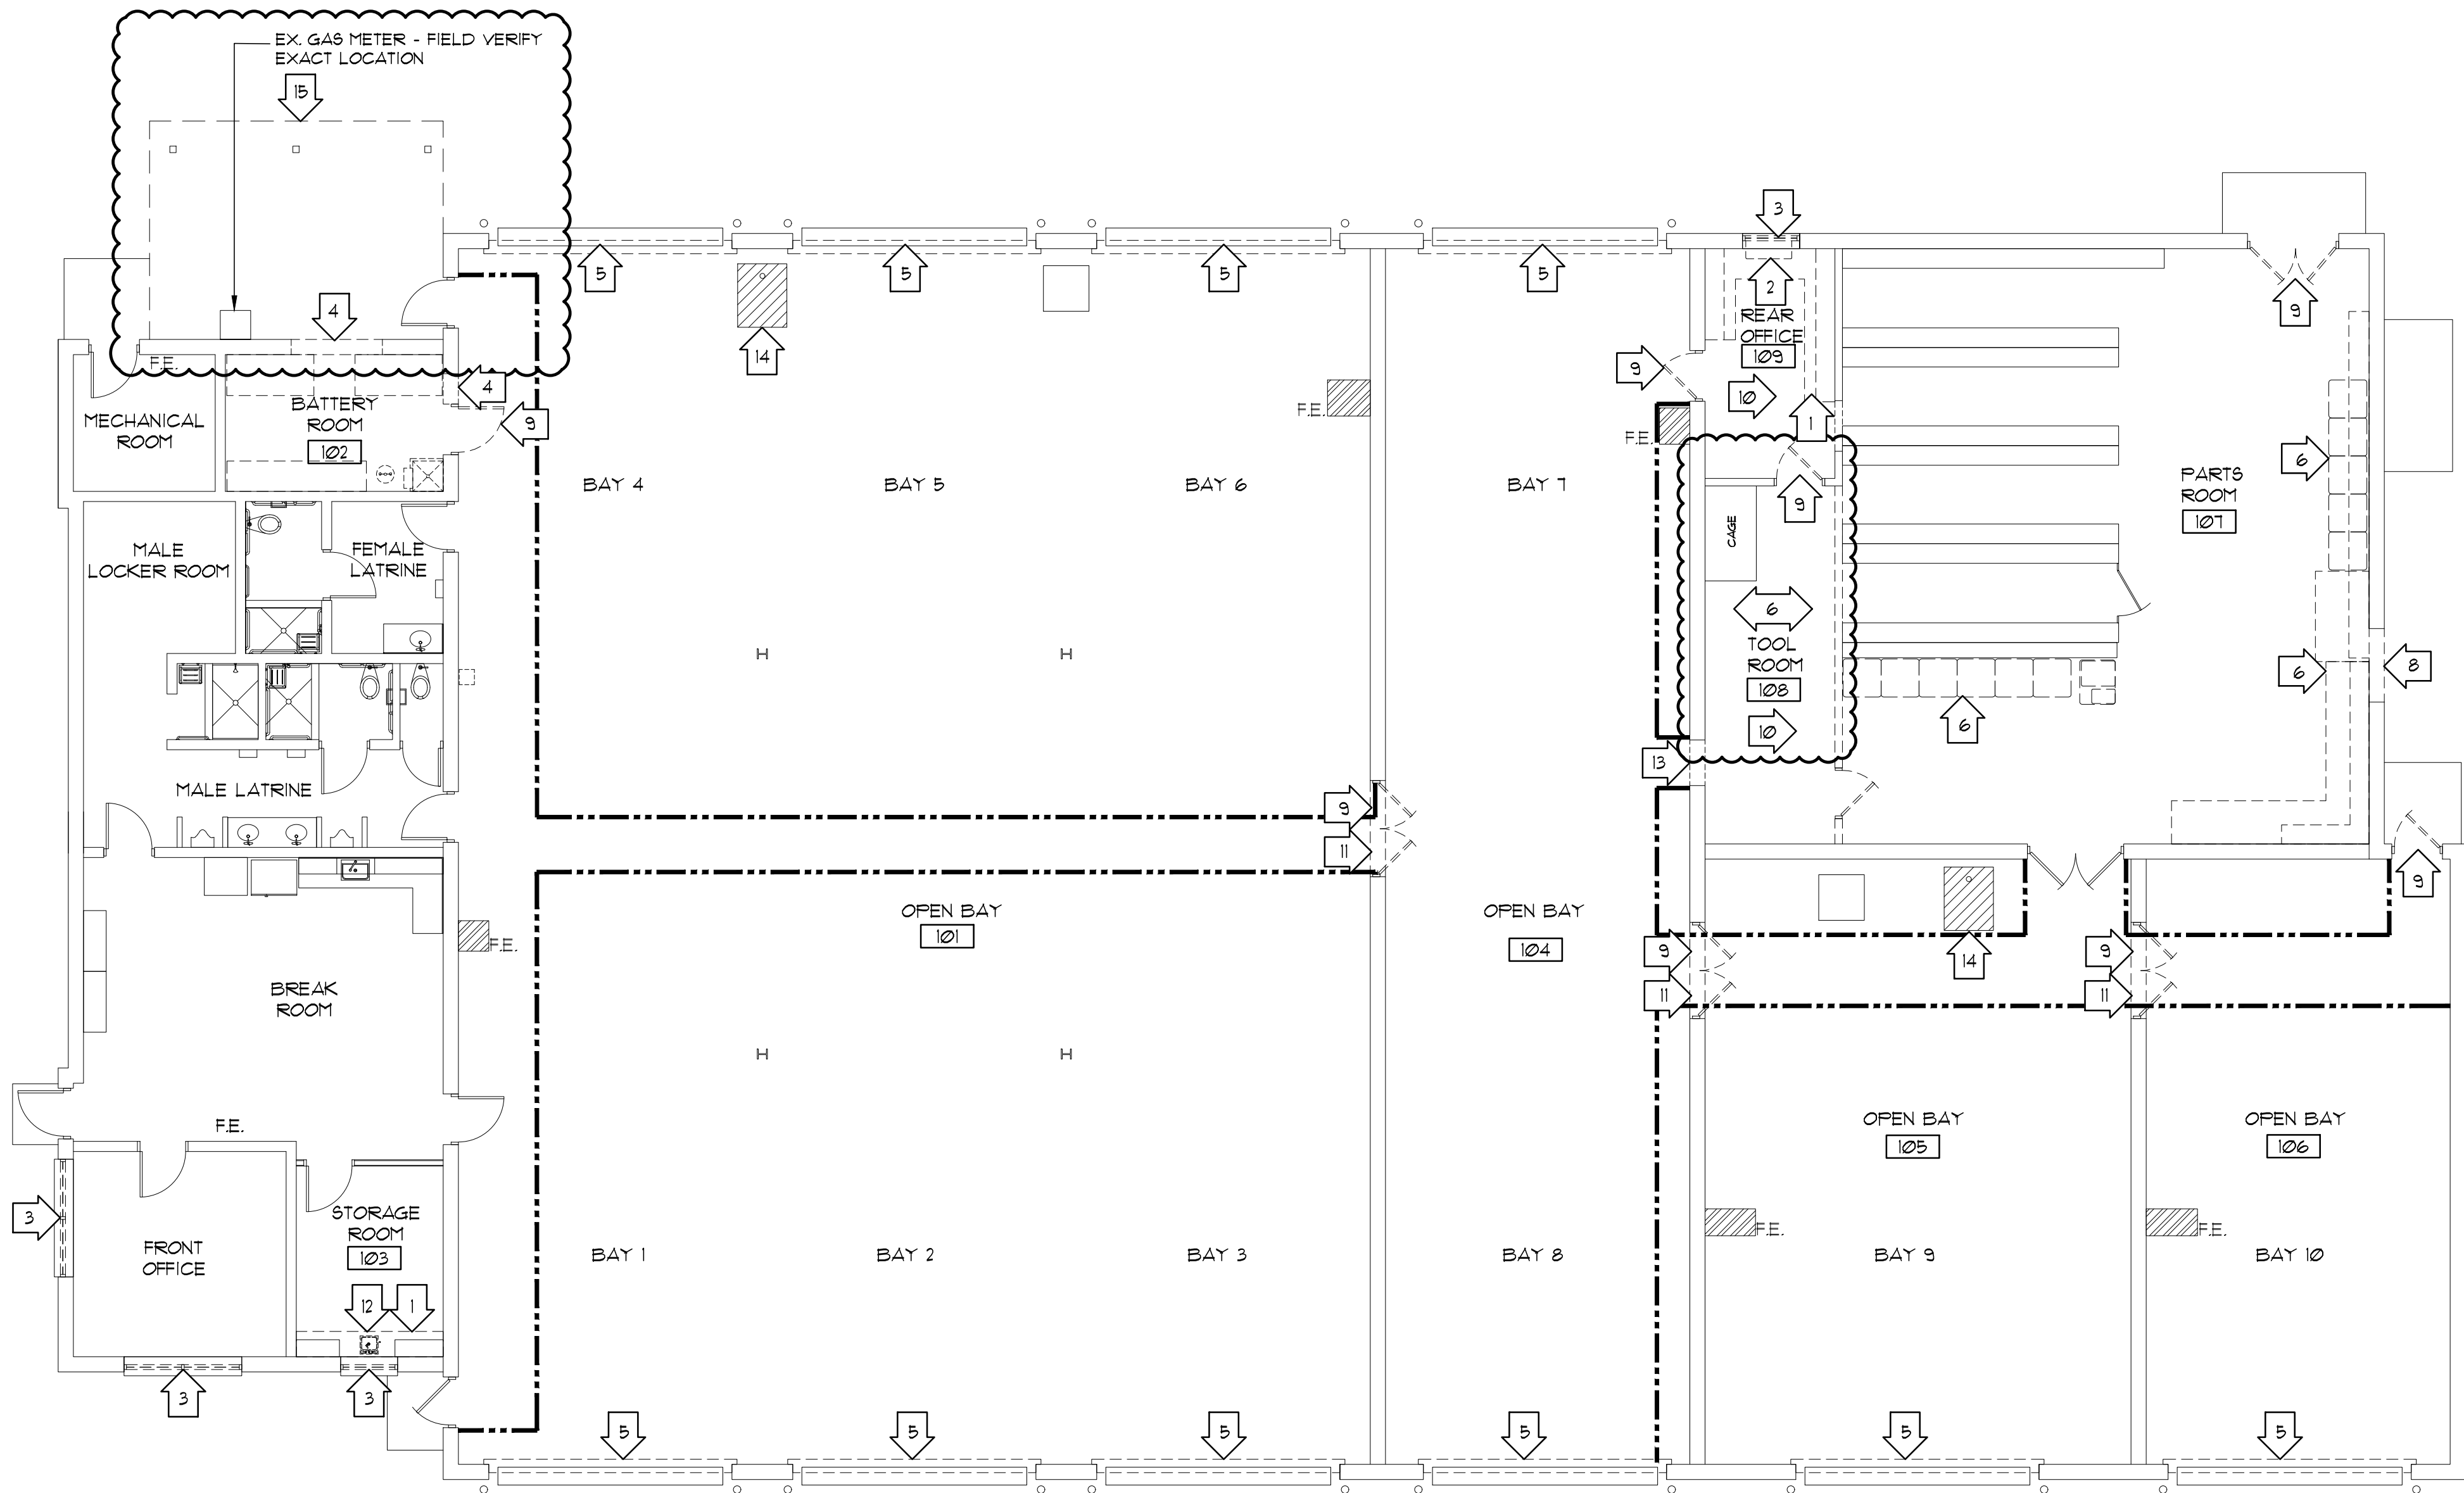 EX. GAS METER - FIELD VERIFY
EXACT LOCATION
15
3
4
5
5
5
5
2
9
F.E.
14
REAR
OFFICE
109
9
4
10
1
9
F.E.
F.E.
MECHANICAL
ROOM
BATTERY
ROOM
102
BAY 4
BAY 5
BAY 6
BAY 7
9
6
PARTS
ROOM
107
CAGE
MALE
LOCKER ROOM
FEMALE
LATRINE
6
TOOL
ROOM
108
6
8
10
6
13
MALE LATRINE
9
11
9
OPEN BAY
101
OPEN BAY
104
F.E.
9
11
14
9
11
BREAK
ROOM
F.E.
OPEN BAY
105
OPEN BAY
106
3
STORAGE
ROOM
103
FRONT
OFFICE
F.E.
F.E.
BAY 1
BAY 2
BAY 3
BAY 8
BAY 9
BAY 10
12
1
3
3
5
5
5
5
5
5